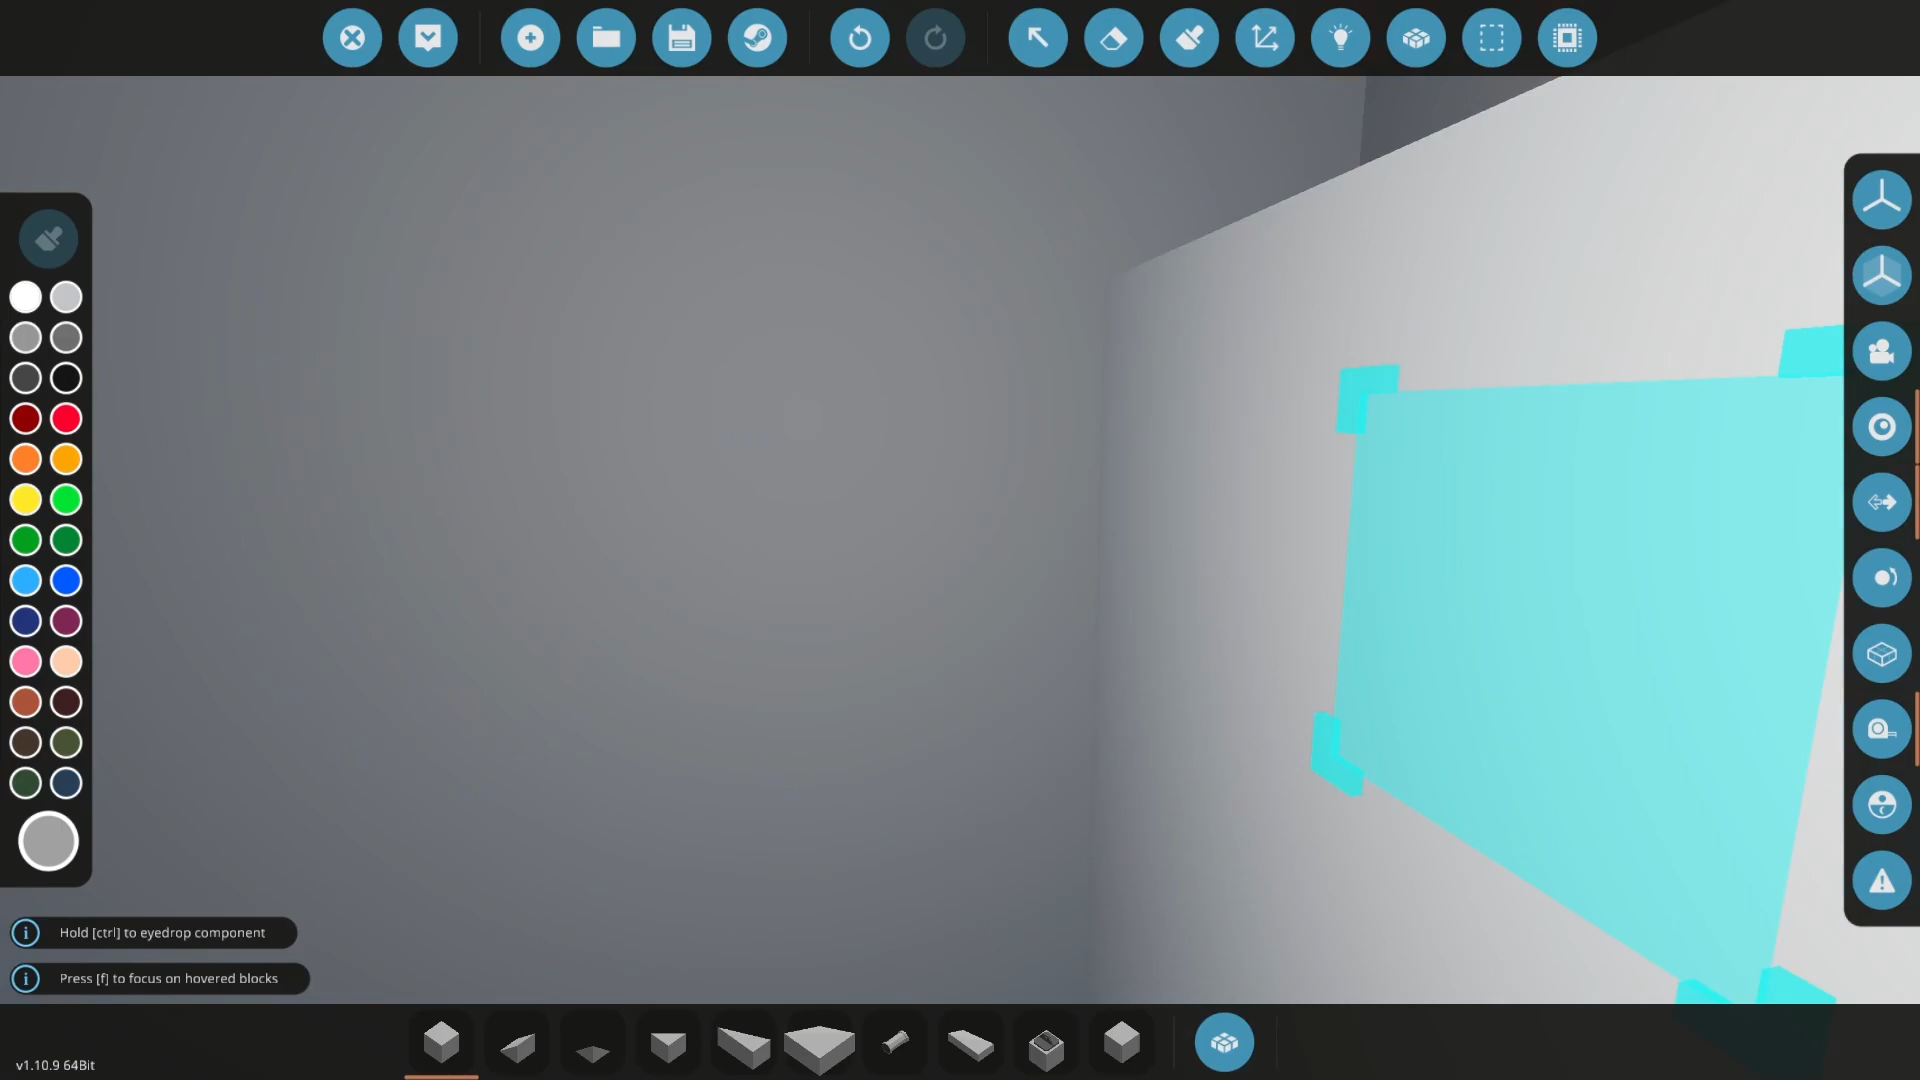 Hold [ctrl] to eyedrop component
Press [f] to focus on hovered blocks
v1.10.9 64Bit